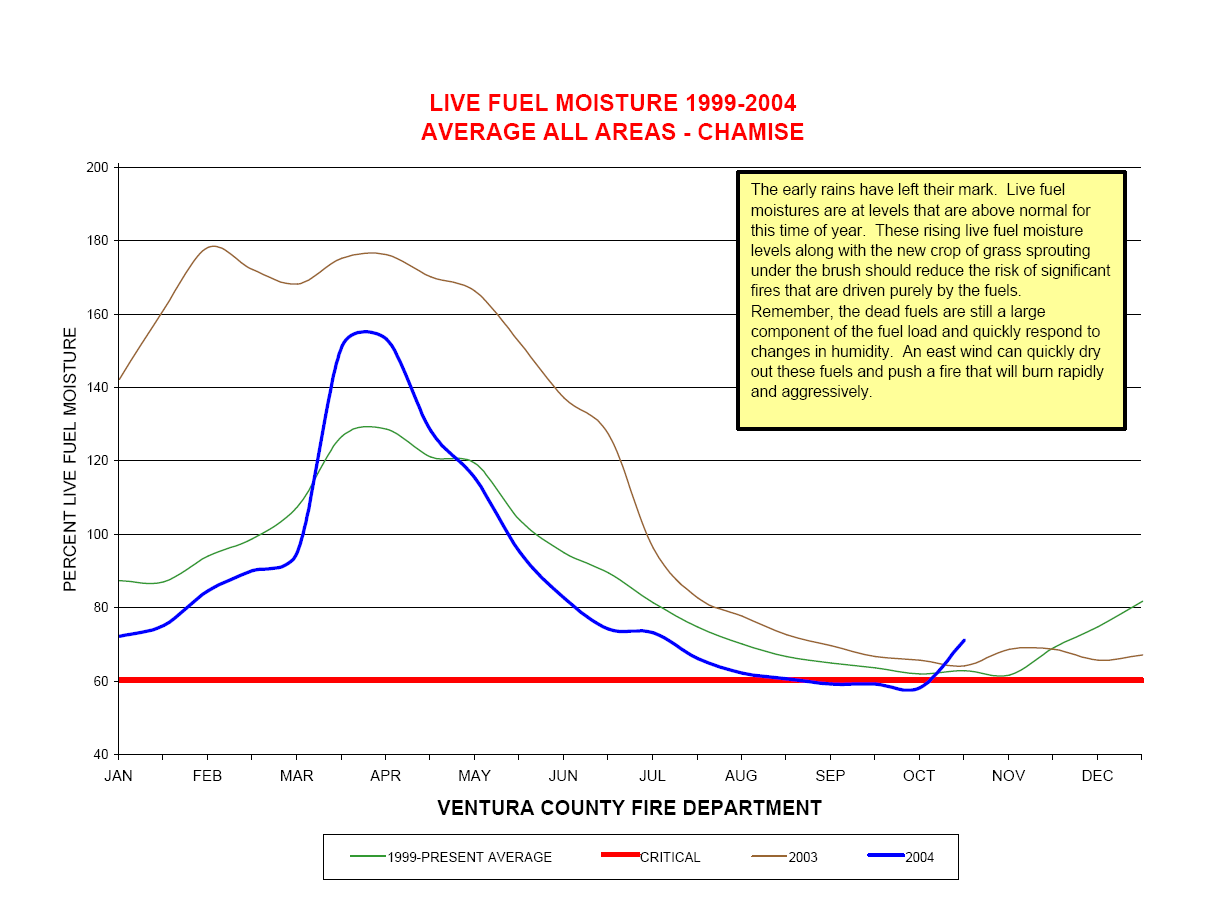 LIVE FUEL MOISTURE 1999-2004
AVERAGE ALL AREAS - CHAMISE
200
180
160
140
120
100
80
60
40
PERCENT LIVE FUEL MOISTURE
The early rains have left their mark.  Live fuel
moistures are at levels that are above normal for
this time of year.  These rising live fuel moisture
levels along with the new crop of grass sprouting
under the brush should reduce the risk of significant
fires that are driven purely by the fuels.
Remember, the dead fuels are still a large
component of the fuel load and quickly respond to
changes in humidity.  An east wind can quickly dry
out these fuels and push a fire that will burn rapidly
and aggressively.
JAN FEB MAR APR MAY JUN JUL AUG SEP OCT NOV DEC
VENTURA COUNTY FIRE DEPARTMENT
1999-PRESENT AVERAGE CRITICAL 2003 2004